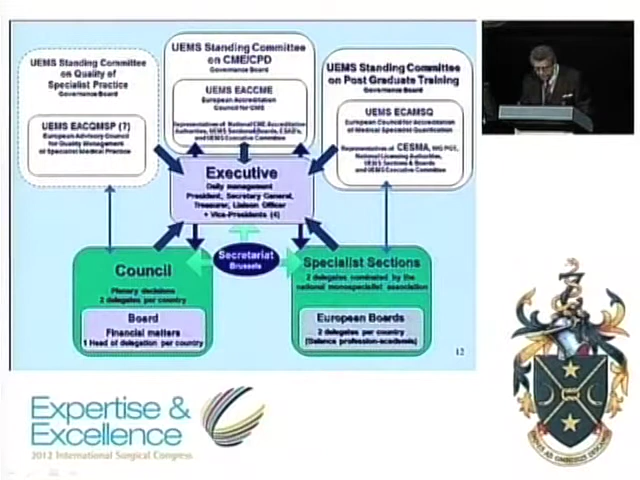 UEMS Standing Committee
on Quality of
Specialist Practice
Governance Board
UEMS EACQMSP (?)
European Advisory Council
for Quality Management
of Specialist Medical Practice
UEMS Standing Committee
on CME/CPD
Governance Board
UEMS EACCME
European Accreditation
Council for CME
Representatives of National CME Accreditation
Authorities, UEMS Sections/Boards, ESABs,
and UEMS Executive Committee
UEMS Standing Committee
on Post Graduate Training
Governance Board
UEMS ECAMSQ
European Council for Accreditation
of Medical Specialist Qualification
Representatives of CESMA, WG PGT,
National Licensing Authorities,
UEMS Sections & Boards
and UEMS Executive Committee
Executive
Daily management
President, Secretary General,
Treasurer, Liaison Officer
+ Vice-Presidents (4)
Secretariat
Brussels
Council
Plenary decisions
2 delegates per country
Board
Financial matters
1 Head of delegation per country
Specialist Sections
2 delegates nominated by the
national monospecialist association
European Boards
2 delegates per country
(Balance profession-academic)
12
Expertise &
Excellence
2012 International Surgical Congress